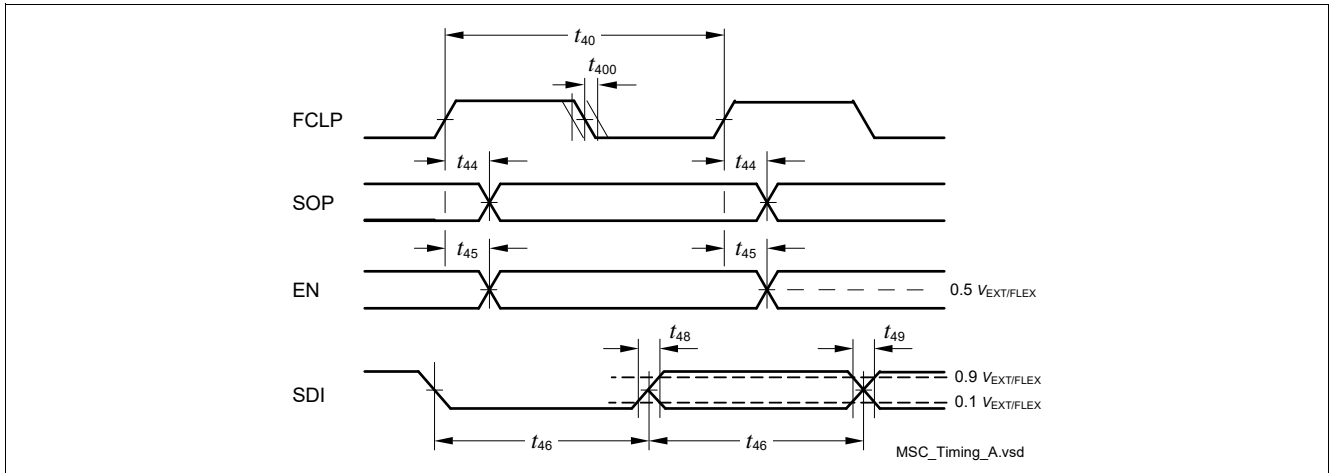 t40
t400
FCLP
t44 t44
SOP
t45 t45
EN
0.5 VEXT/FLEX
t48 t49
0.9 VEXT/FLEX
SDI
0.1 VEXT/FLEX
t46 t46
MSC_Timing_A.vsd